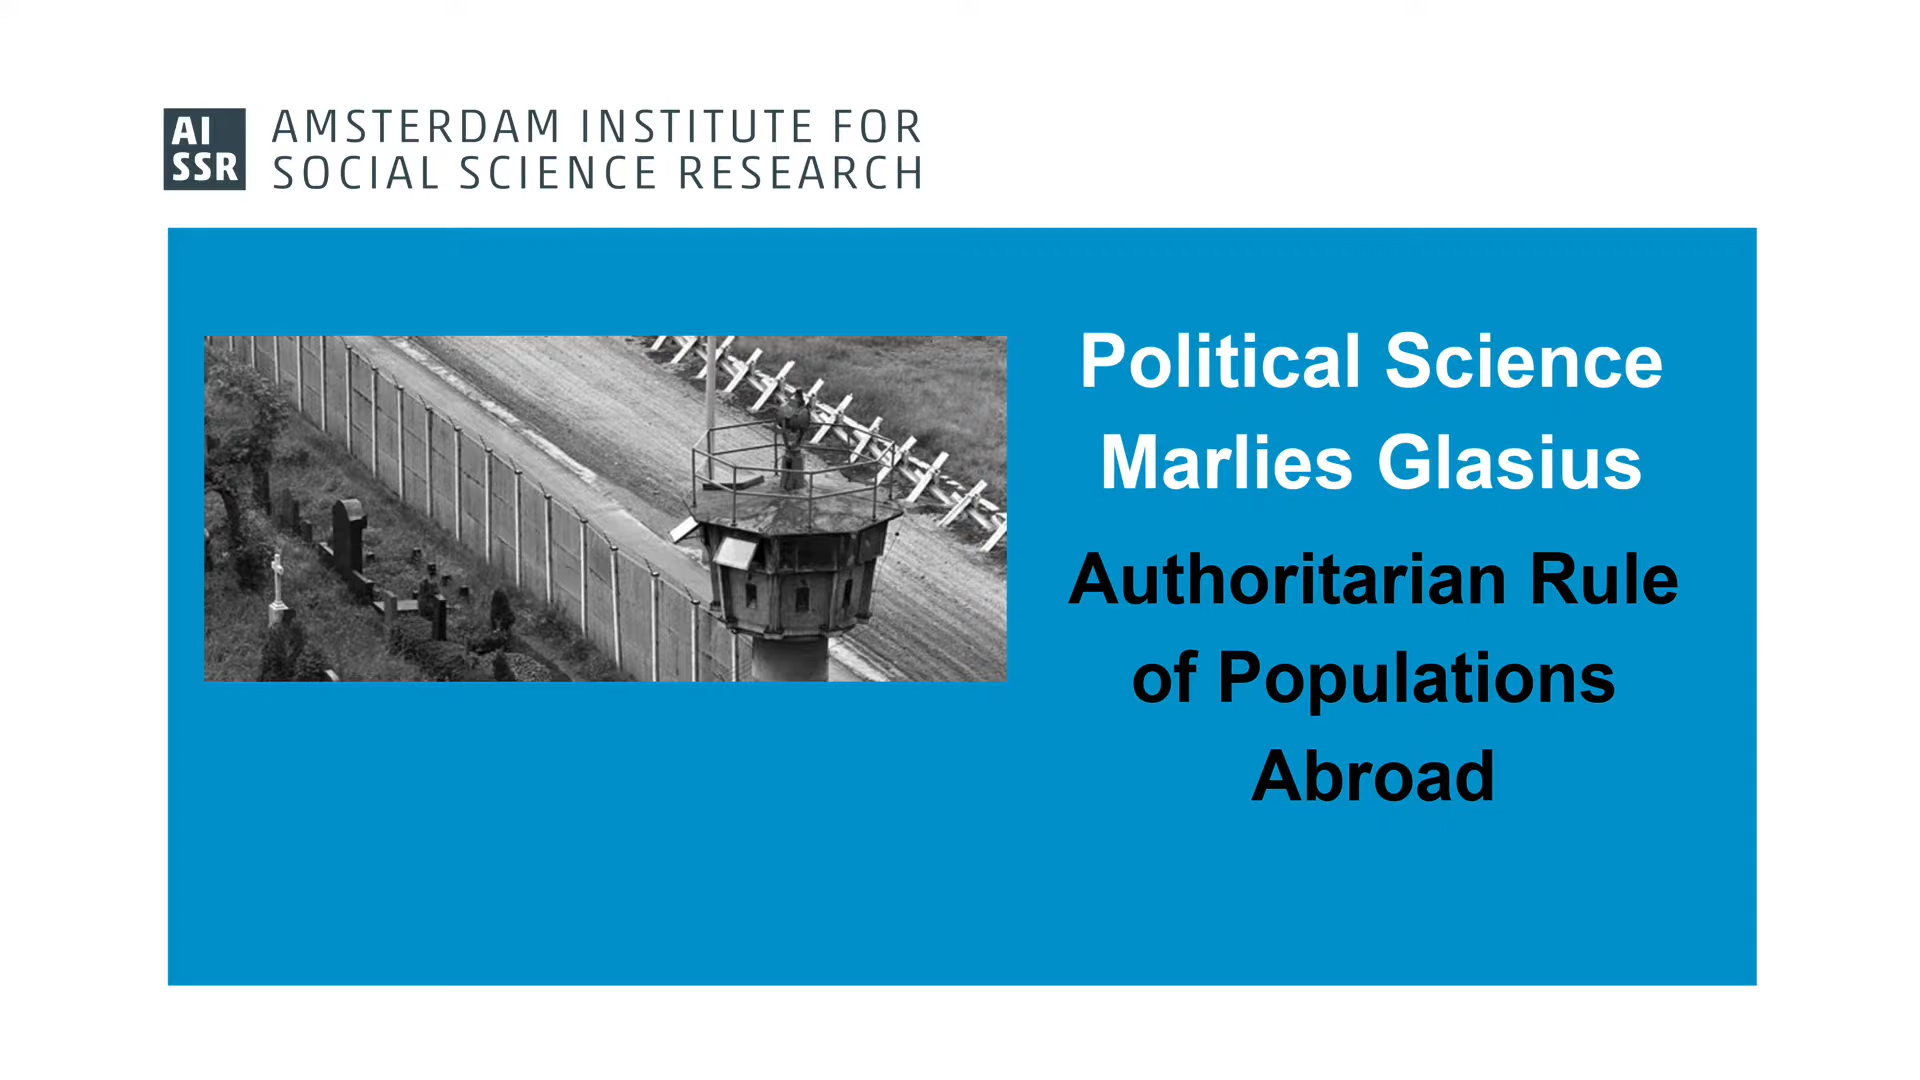 AI
SSR
AMSTERDAM INSTITUTE FOR
SOCIAL SCIENCE RESEARCH
Political Science
Marlies Glasius
Authoritarian Rule
of Populations
Abroad